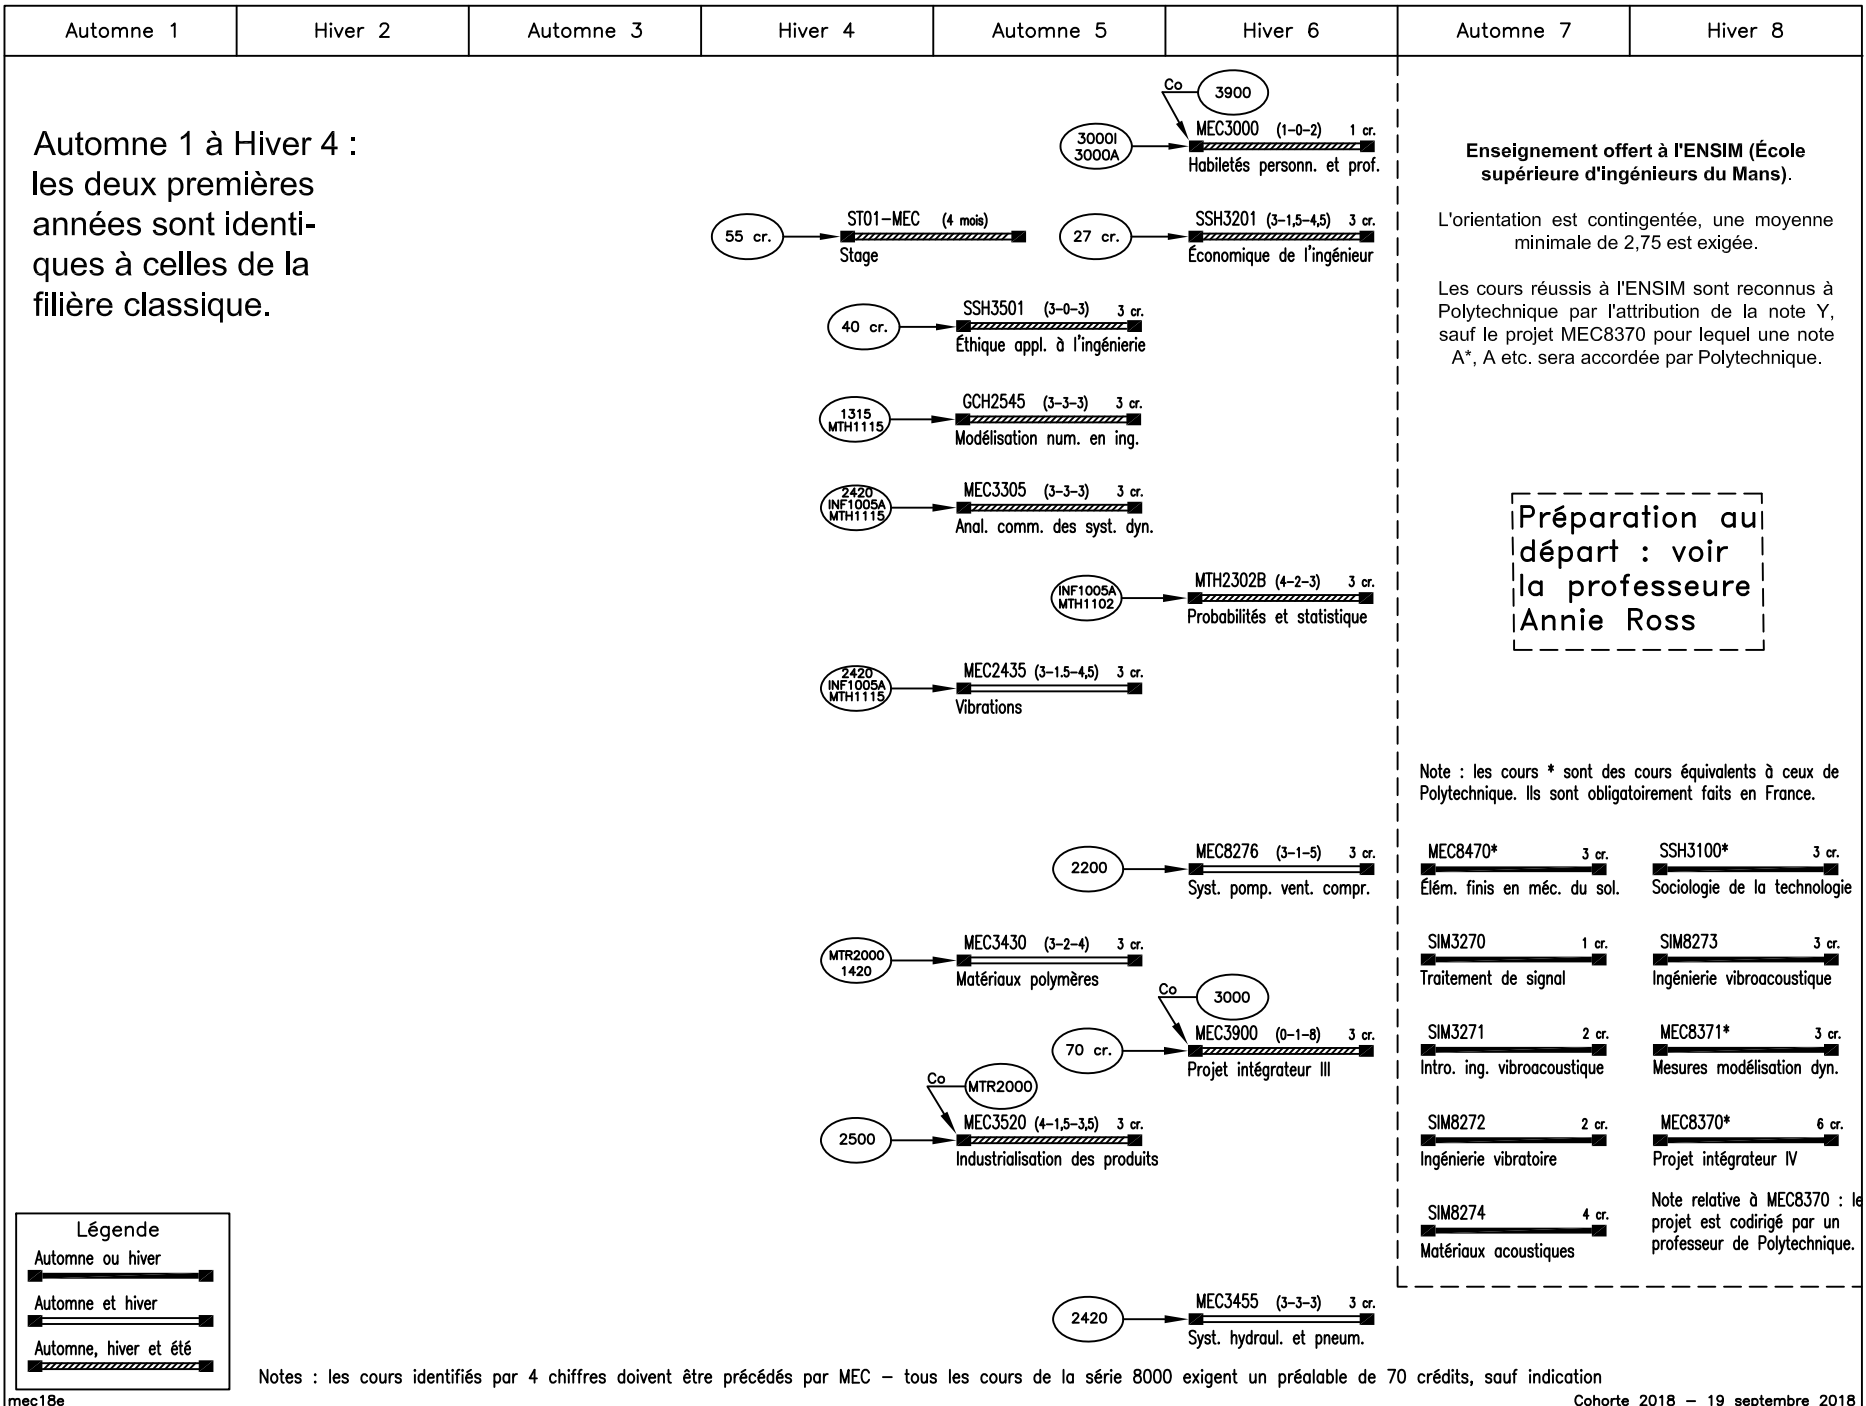 Automne 1
Hiver 2
Automne 3
Hiver 4
Automne 5
Hiver 6
Automne 7
Hiver 8
Automne 1 à Hiver 4 :
les deux premières
années sont identi-
ques à celles de la
filière classique.
Co
3900
3000I
3000A
MEC3000 (1-0-2) 1 cr.
Habiletés personn. et prof.
55 cr.
ST01-MEC (4 mois)
Stage
27 cr.
SSH3201 (3-1,5-4,5) 3 cr.
Économique de l'ingénieur
40 cr.
SSH3501 (3-0-3) 3 cr.
Éthique appl. à l'ingénierie
1315
MTH1115
GCH2545 (3-3-3) 3 cr.
Modélisation num. en ing.
2420
INF1005A
MTH1115
MEC3305 (3-3-3) 3 cr.
Anal. comm. des syst. dyn.
INF1005A
MTH1102
MTH2302B (4-2-3) 3 cr.
Probabilités et statistique
2420
INF1005A
MTH1115
MEC2435 (3-1.5-4,5) 3 cr.
Vibrations
2200
MEC8276 (3-1-5) 3 cr.
Syst. pomp. vent. compr.
MTR2000
1420
MEC3430 (3-2-4) 3 cr.
Matériaux polymères
Co
3000
70 cr.
MEC3900 (0-1-8) 3 cr.
Projet intégrateur III
Co
MTR2000
2500
MEC3520 (4-1,5-3,5) 3 cr.
Industrialisation des produits
2420
MEC3455 (3-3-3) 3 cr.
Syst. hydraul. et pneum.
Enseignement offert à l'ENSIM (École
supérieure d'ingénieurs du Mans).
L'orientation est contingentée, une moyenne
minimale de 2,75 est exigée.
Les cours réussis à l'ENSIM sont reconnus à
Polytechnique par l'attribution de la note Y,
sauf le projet MEC8370 pour lequel une note
A*, A etc. sera accordée par Polytechnique.
Préparation au
départ : voir
la professeure
Annie Ross
Note : les cours * sont des cours équivalents à ceux de
Polytechnique. Ils sont obligatoirement faits en France.
MEC8470* 3 cr.
Élém. finis en méc. du sol.
SSH3100* 3 cr.
Sociologie de la technologie
SIM3270 1 cr.
Traitement de signal
SIM8273 3 cr.
Ingénierie vibroacoustique
SIM3271 2 cr.
Intro. ing. vibroacoustique
MEC8371* 3 cr.
Mesures modélisation dyn.
SIM8272 2 cr.
Ingénierie vibratoire
MEC8370* 6 cr.
Projet intégrateur IV
SIM8274 4 cr.
Matériaux acoustiques
Note relative à MEC8370 : le
projet est codirigé par un
professeur de Polytechnique.
Légende
Automne ou hiver
Automne et hiver
Automne, hiver et été
Notes : les cours identifiés par 4 chiffres doivent être précédés par MEC – tous les cours de la série 8000 exigent un préalable de 70 crédits, sauf indication
mec18e
Cohorte 2018 – 19 septembre 2018